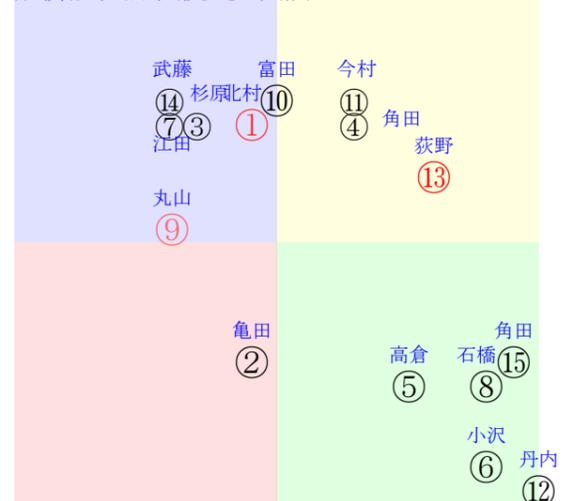 武藤
富田
今村
杉原
北村
⑭
⑩
⑪
⑦
③
①
④
角田
江田
荻野
⑬
丸山
⑨
亀田
②
角田
高倉
石橋
⑮
⑤
⑧
小沢
⑥
丹内
⑫